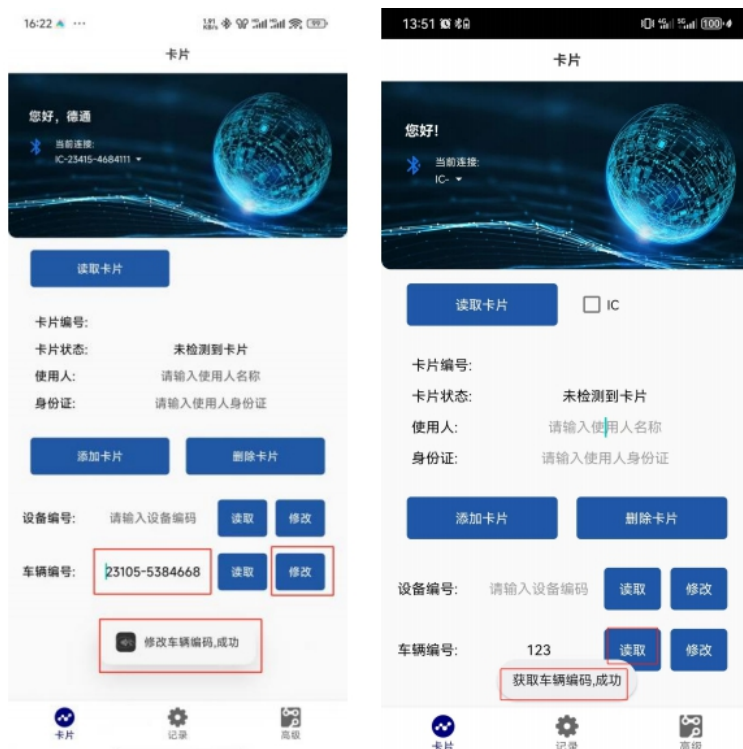 16:22
99
卡片
您好，德通
当前连接:
IC-23415-4684111
读取卡片
卡片编号:
卡片状态: 未检测到卡片
使用人: 请输入使用人名称
身份证: 请输入使用人身份证
添加卡片 删除卡片
设备编号: 请输入设备编码 读取 修改
车辆编号: 23105-5384668 读取 修改
修改车辆编码,成功
卡片 记录 高级
13:51
100
卡片
您好!
当前连接:
IC-
读取卡片 IC
卡片编号:
卡片状态: 未检测到卡片
使用人: 请输入使用人名称
身份证: 请输入使用人身份证
添加卡片 删除卡片
设备编号: 请输入设备编码 读取 修改
车辆编号: 123 读取 修改
获取车辆编码,成功
卡片 记录 高级